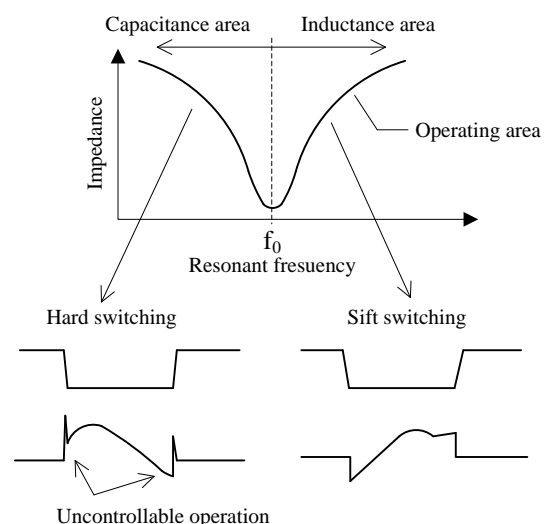 Capacitance area
Inductance area
Impedance
Operating area
f0
Resonant fresuency
Hard switching
Sift switching
Uncontrollable operation